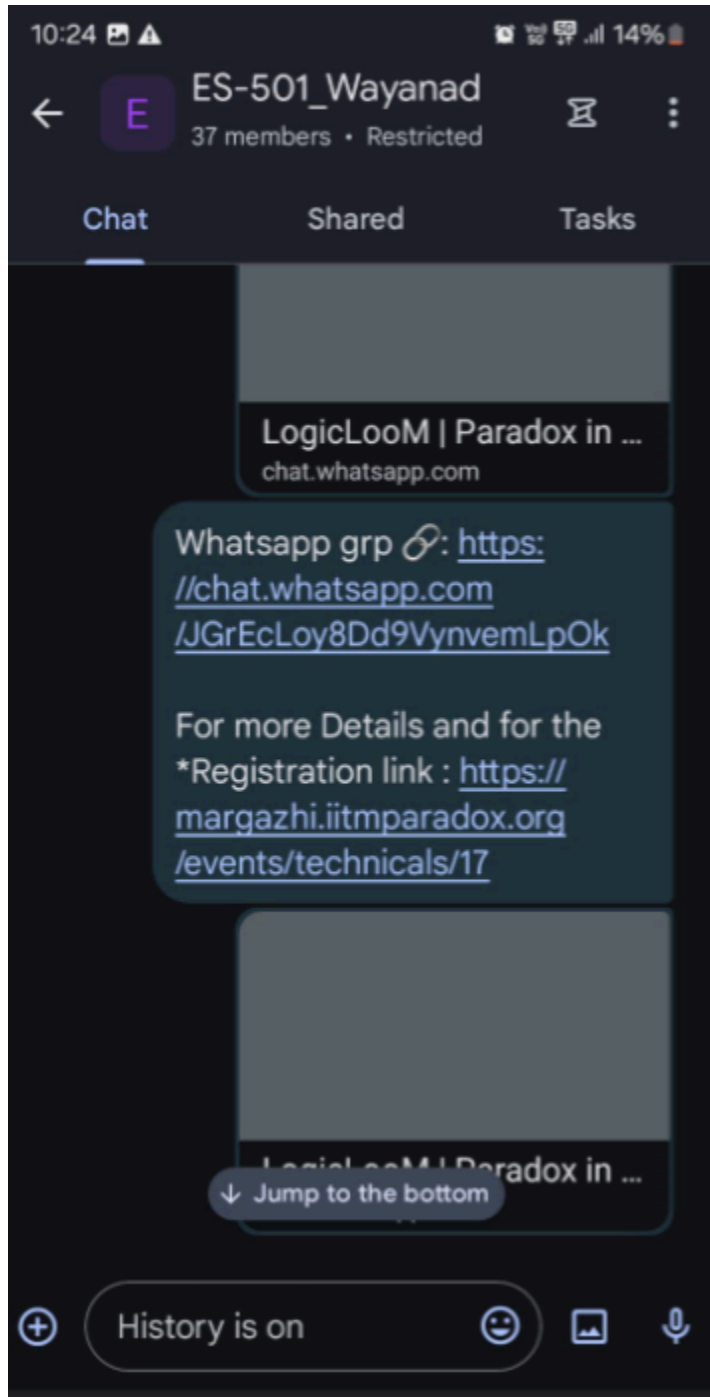 10:24 14%
E ES-501_Wayanad
37 members • Restricted
Chat Shared Tasks
LogicLooM | Paradox in ...
chat.whatsapp.com
Whatsapp grp 🔗: https:
//chat.whatsapp.com
/JGrEcLoy8Dd9VynvemLpOk
For more Details and for the
*Registration link : https://
margazhi.iitmparadox.org
/events/technicals/17
Paradox in ...
↓ Jump to the bottom
History is on